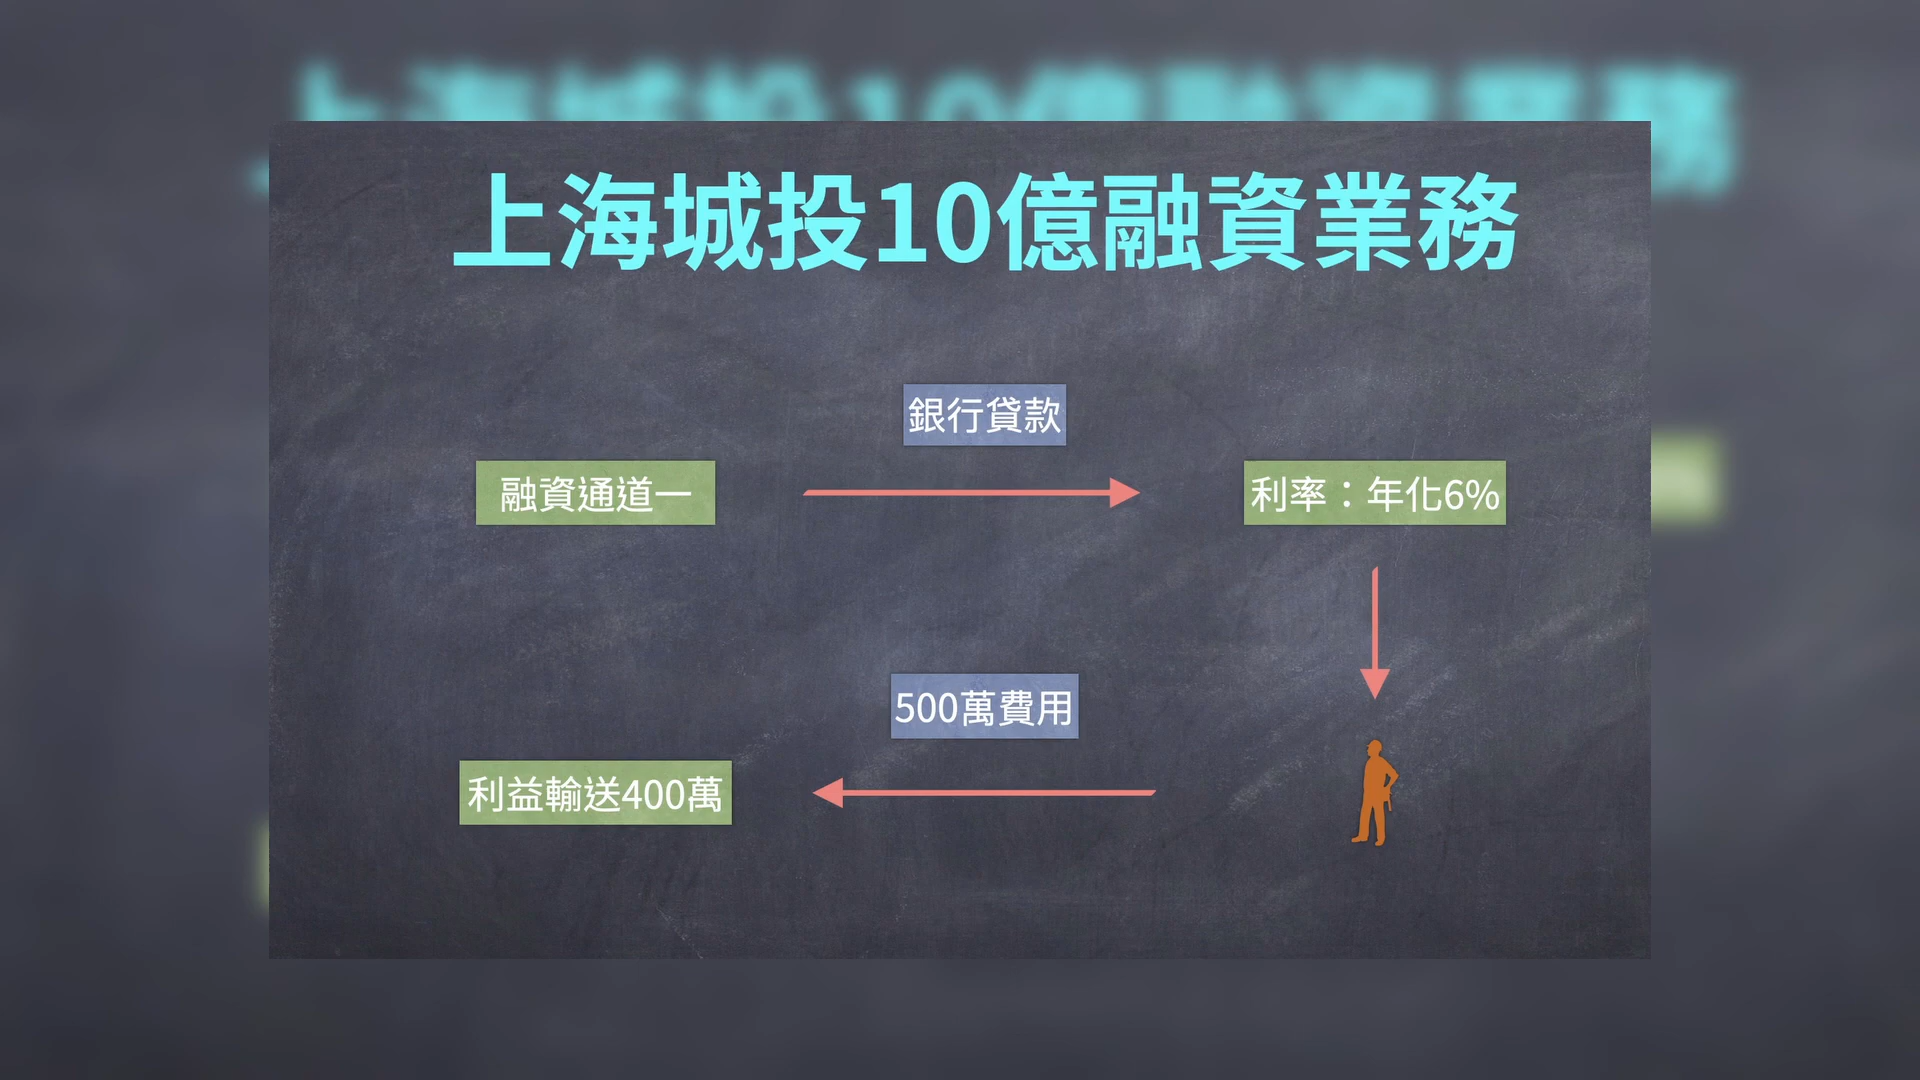 上海城投10億融資業務
銀行貸款
融資通道一
利率：年化6%
500萬費用
利益輸送400萬